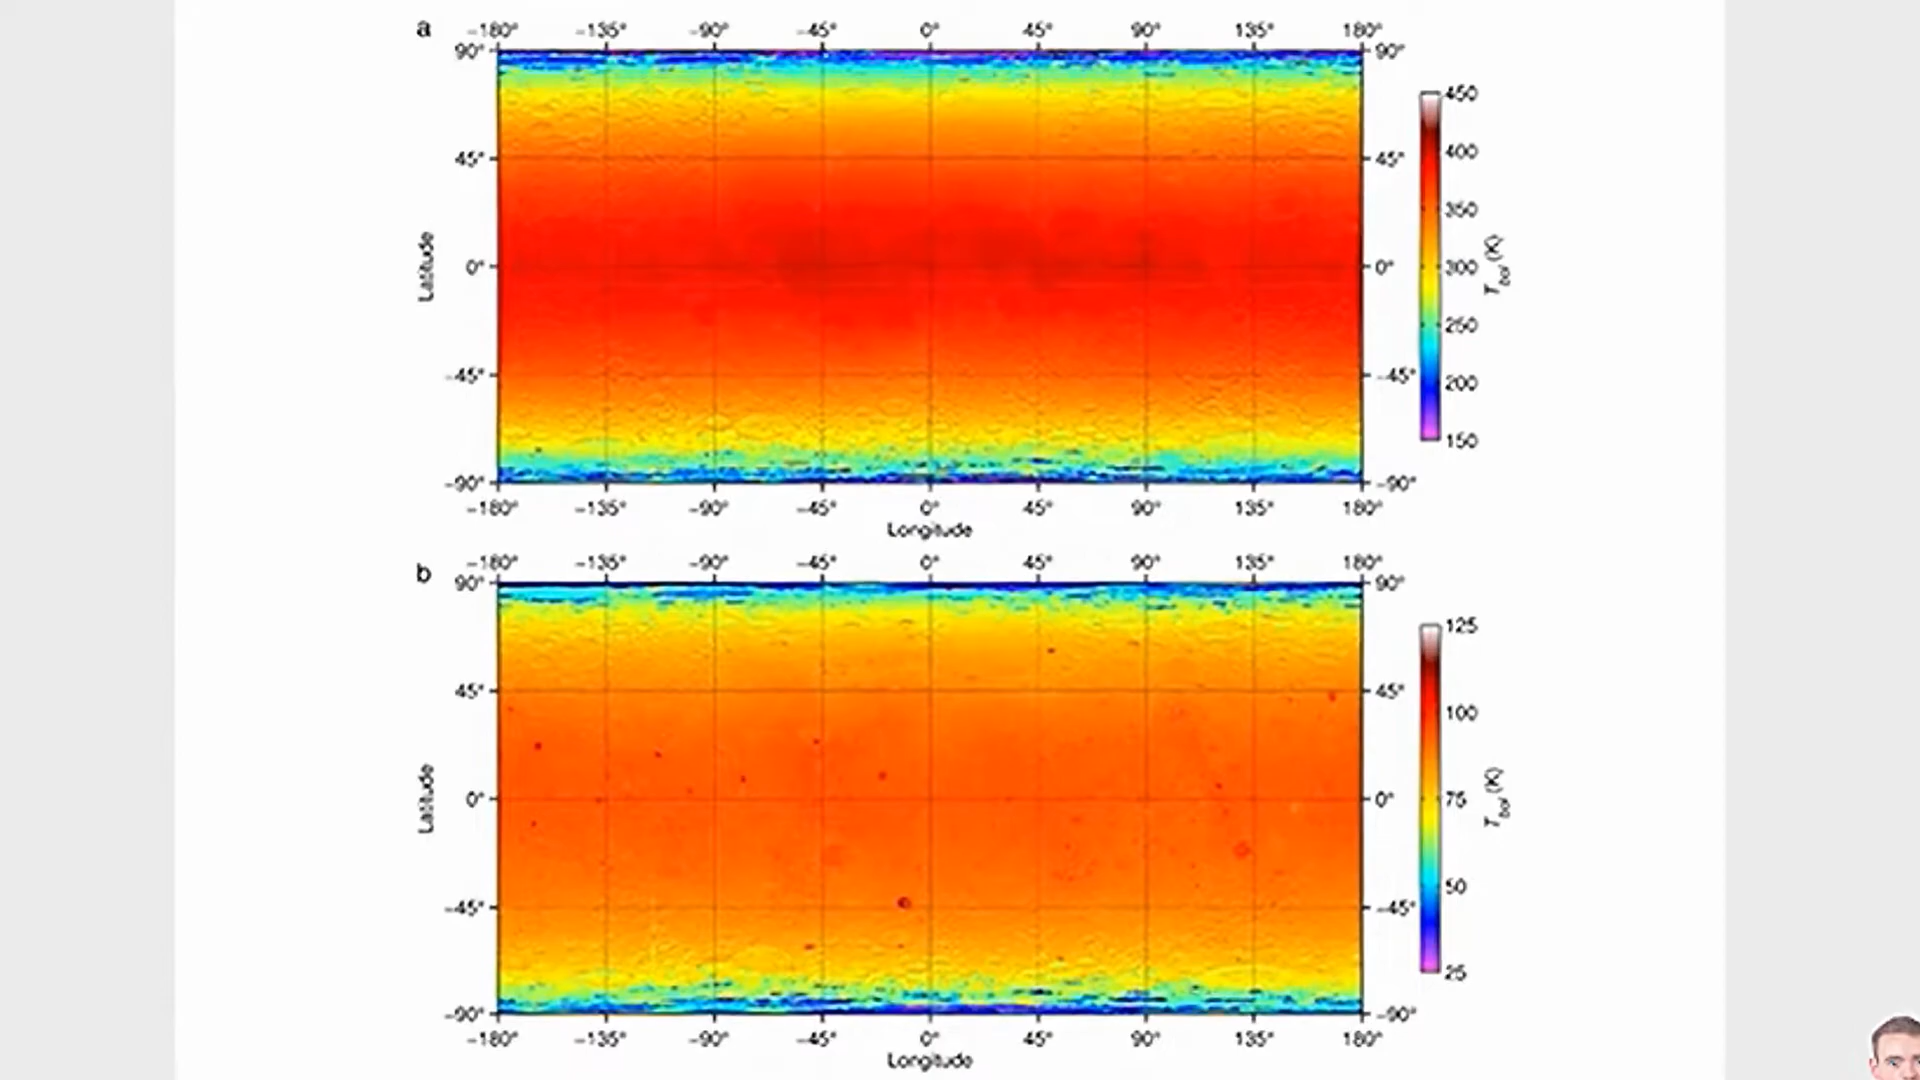 a
-180° -135° -90° -45° 0° 45° 90° 135° 180°
90° 90°
450
400
45° 45°
350
Latitude
0° 0°
300
T bol (K)
250
-45° -45°
200
150
-90° -90°
-180° -135° -90° -45° 0° 45° 90° 135° 180°
Longitude
b
-180° -135° -90° -45° 0° 45° 90° 135° 180°
90° 90°
125
45° 45°
100
Latitude
0° 0°
75
T bol (K)
50
-45° -45°
25
-90° -90°
-180° -135° -90° -45° 0° 45° 90° 135° 180°
Longitude